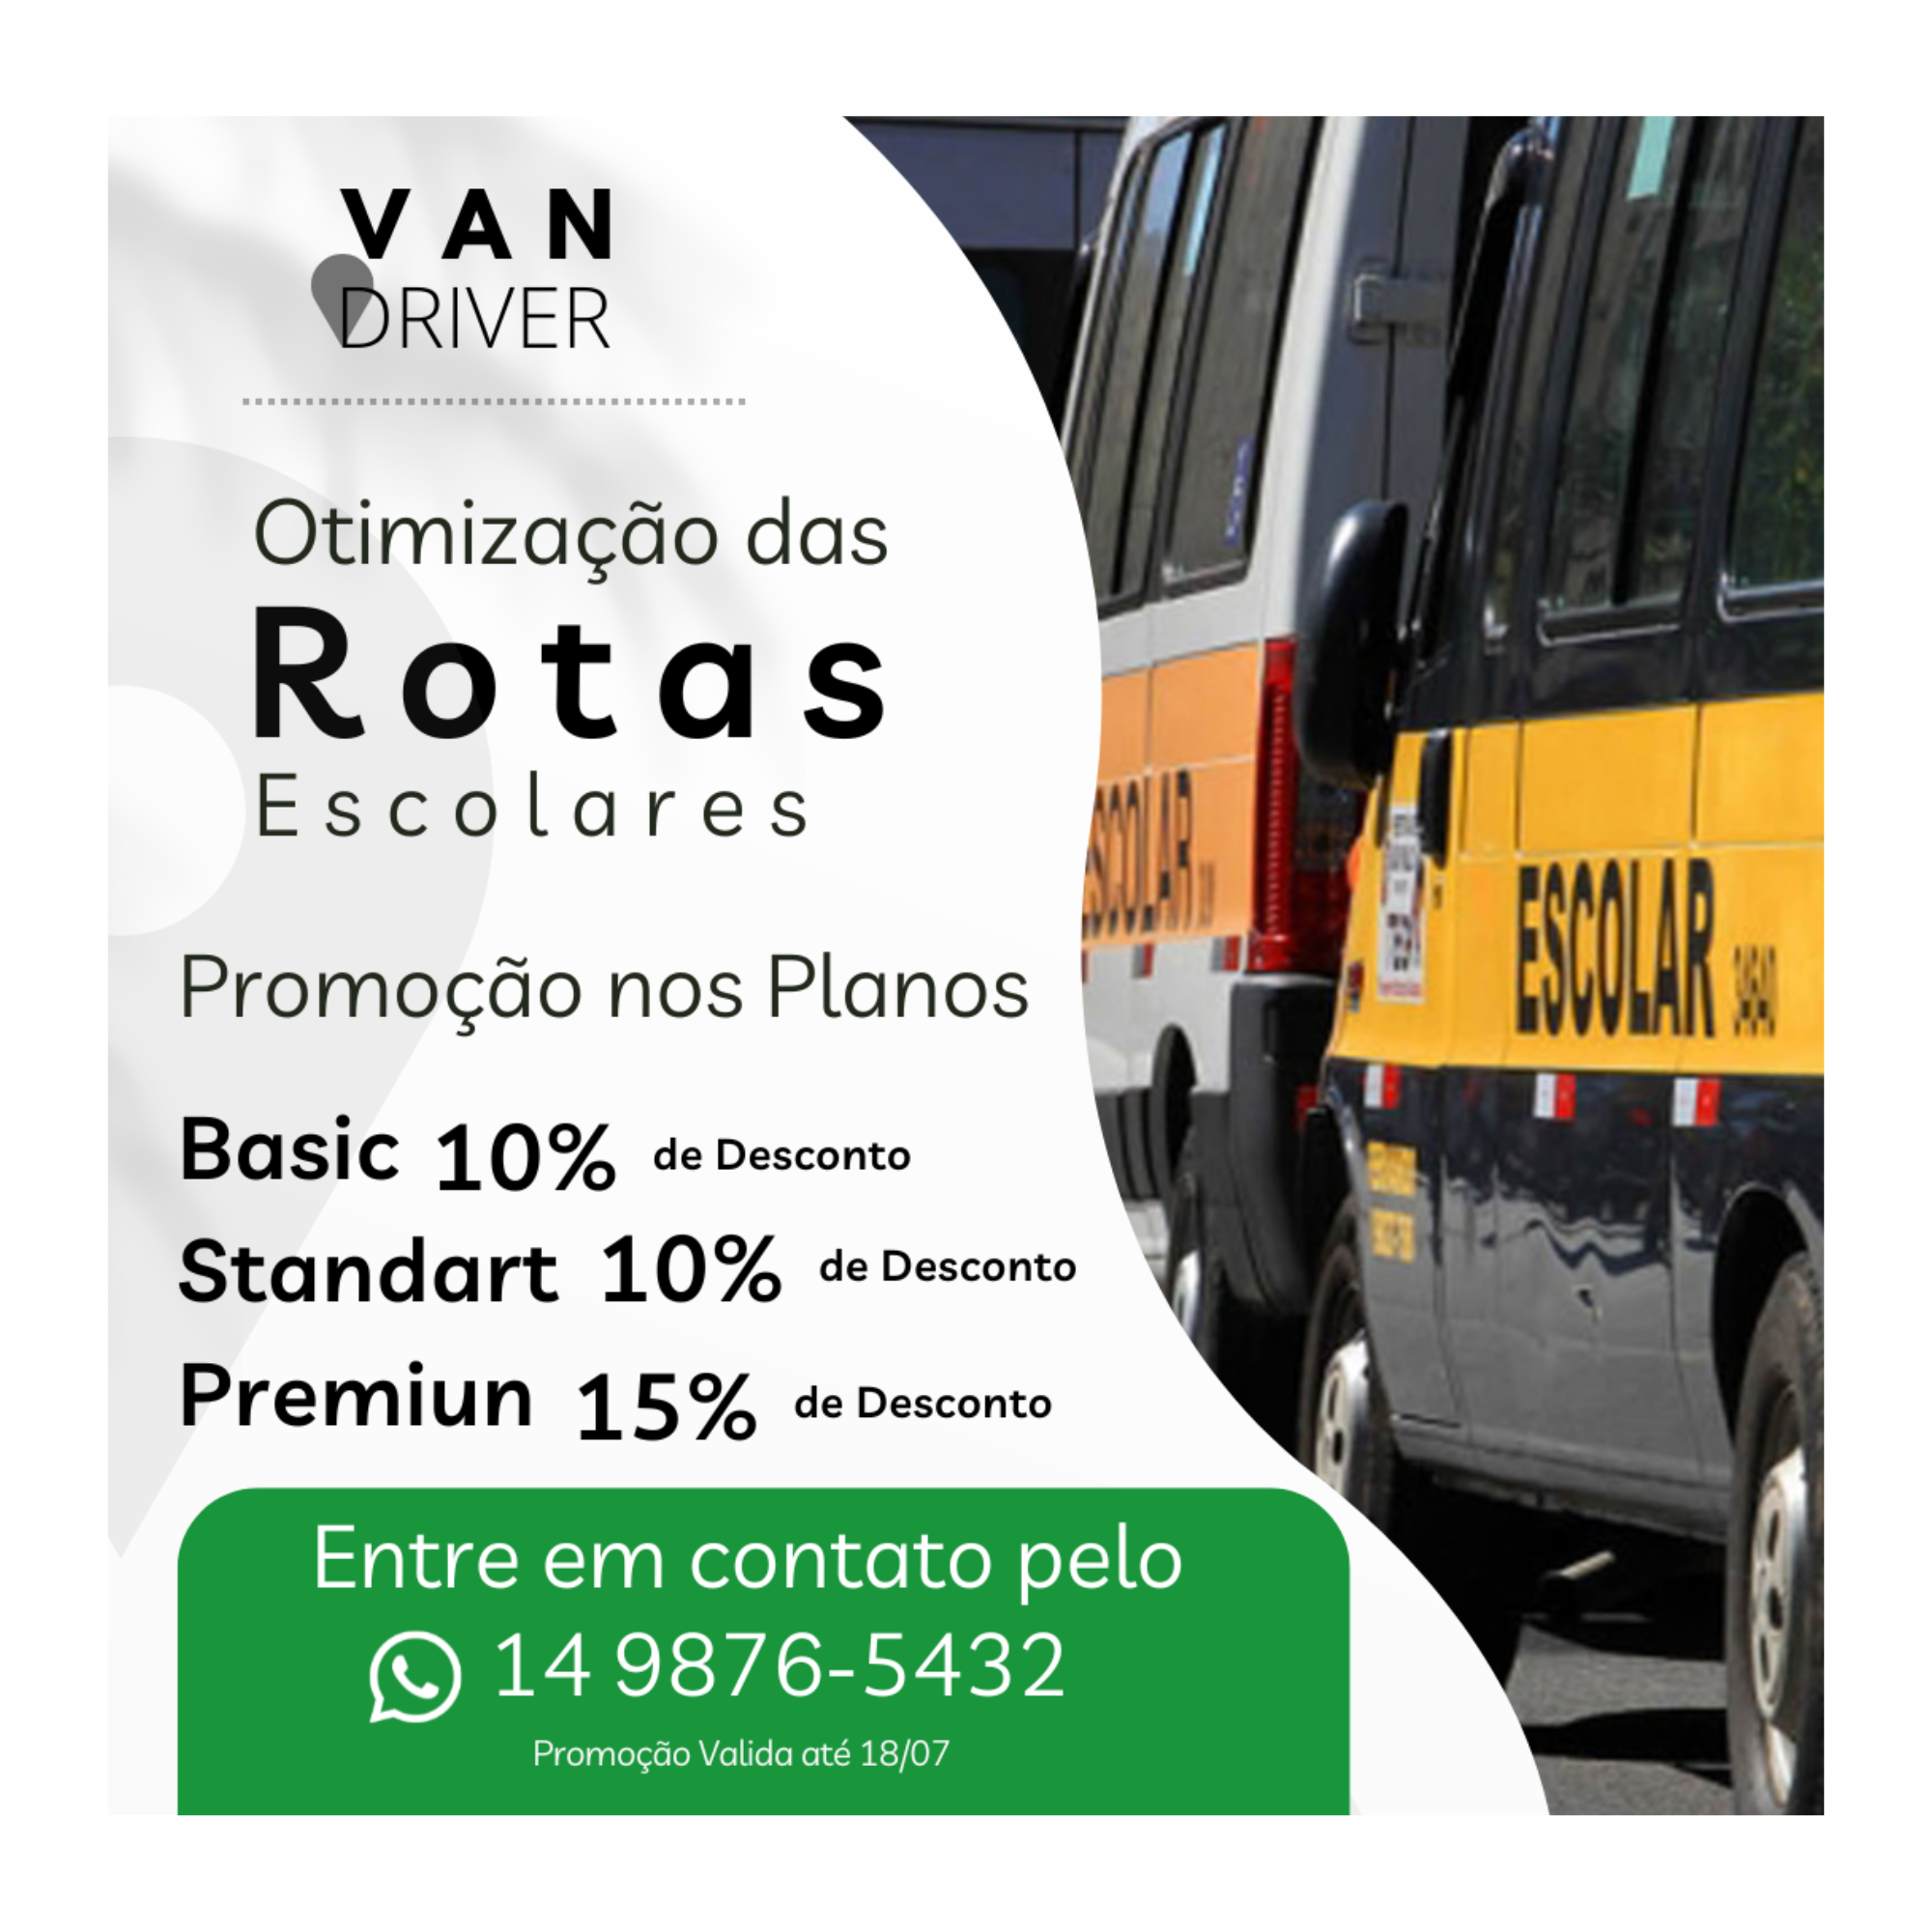 VAN
DRIVER
Otimização das
Rotas
Escolares
Promoção nos Planos
Basic 10% de Desconto
Standart 10% de Desconto
Premiun 15% de Desconto
Entre em contato pelo
14 9876-5432
Promoção Valida até 18/07
ESCOLAR
ESCOLAR